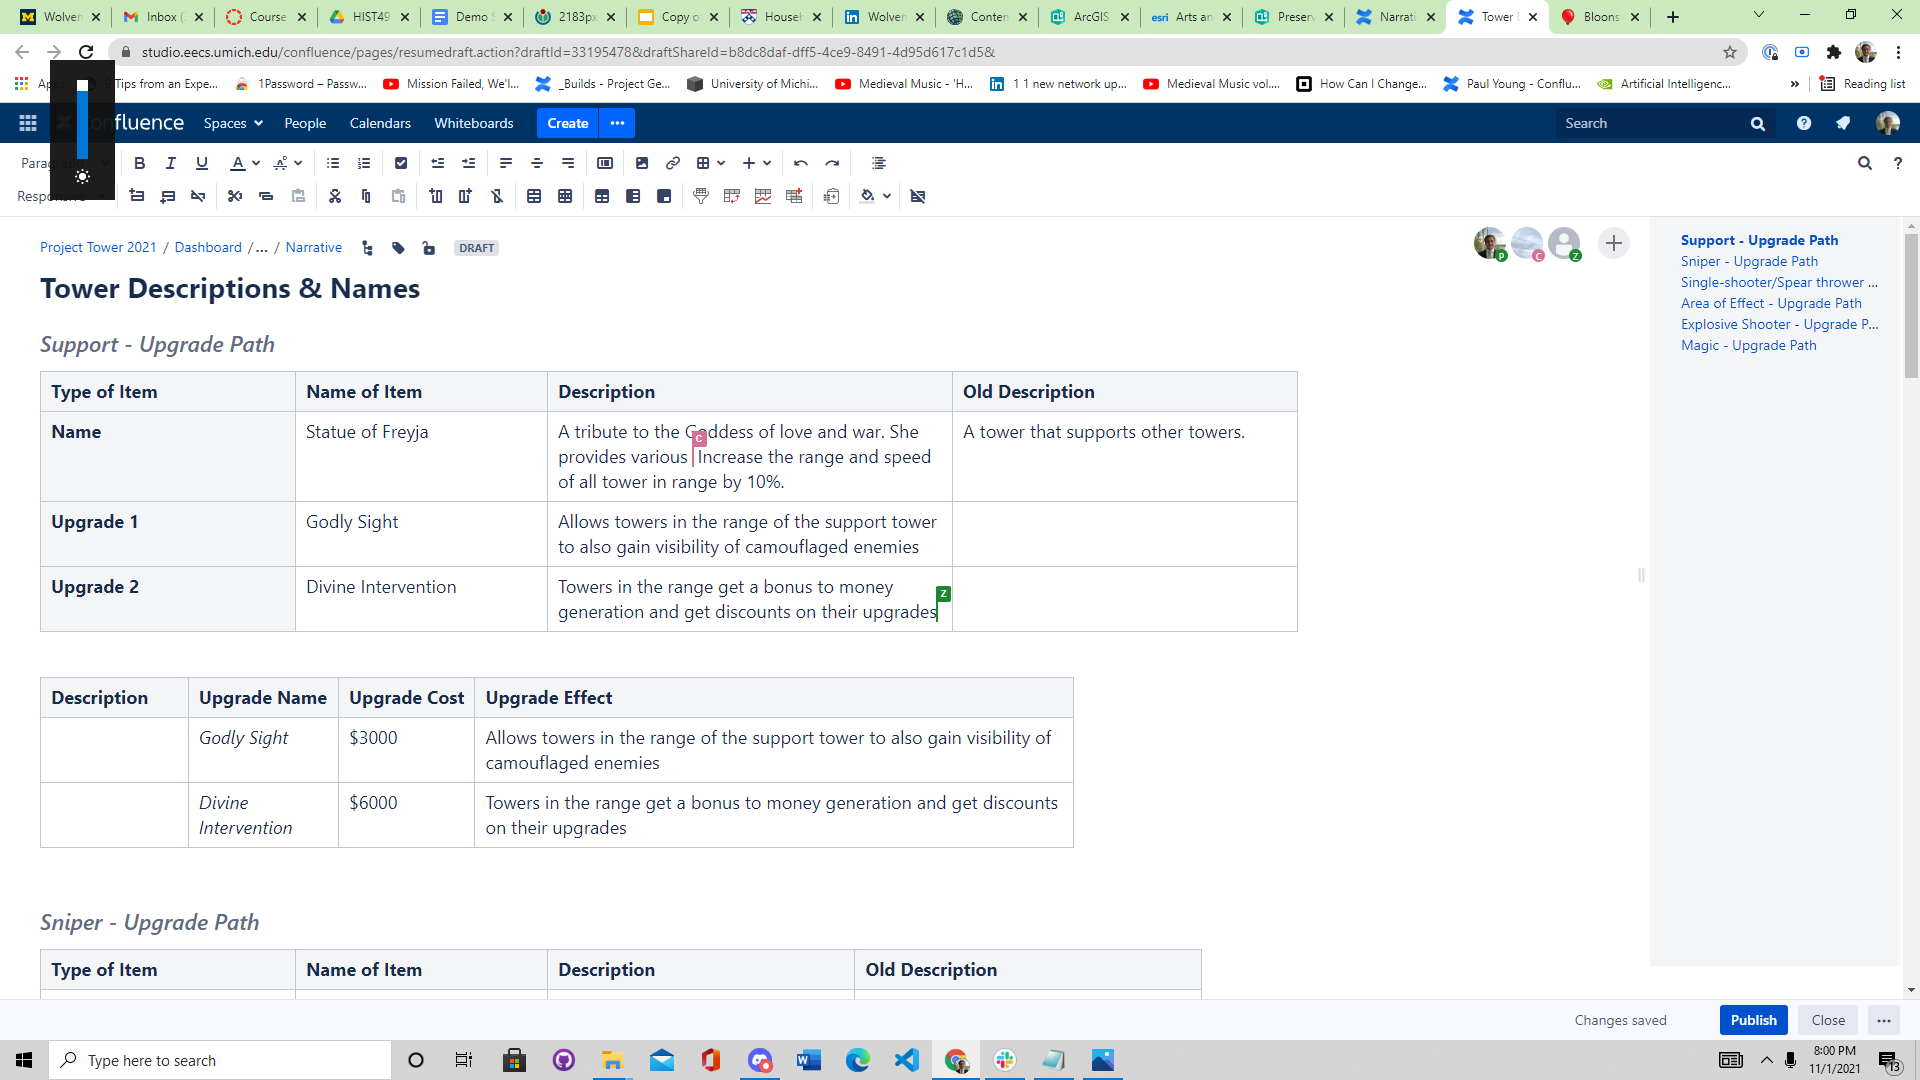 Wolveri
Inbox (
Course
HIST49
Demo S
2183px
Copy o
Househ
Wolveri
Conten
ArcGIS
esri Arts an
Preserv
Narrati
Tower D
Bloons
studio.eecs.umich.edu/confluence/pages/resumedraft.action?draftId=33195478&draftShareId=b8dc8daf-dff5-4ce9-8491-4d95d617c1d5&
Tips from an Expe...
1Password – Passw...
Mission Failed, We'l...
_Builds - Project Ge...
University of Michi...
Medieval Music - 'H...
1 1 new network up...
Medieval Music vol....
How Can I Change...
Paul Young - Conflu...
Artificial Intelligenc...
»
Reading list
nfluence
Spaces
People
Calendars
Whiteboards
Create
Search
Project Tower 2021 / Dashboard /... / Narrative
DRAFT
Tower Descriptions & Names
Support - Upgrade Path
Type of Item Name of Item Description Old Description
Name Statue of Freyja A tribute to the Goddess of love and war. She A tower that supports other towers.
provides various Increase the range and speed
of all tower in range by 10%.
Upgrade 1 Godly Sight Allows towers in the range of the support tower
to also gain visibility of camouflaged enemies
Upgrade 2 Divine Intervention Towers in the range get a bonus to money
generation and get discounts on their upgrades
Description Upgrade Name Upgrade Cost Upgrade Effect
Godly Sight $3000 Allows towers in the range of the support tower to also gain visibility of
camouflaged enemies
Divine $6000 Towers in the range get a bonus to money generation and get discounts
Intervention on their upgrades
Sniper - Upgrade Path
Type of Item Name of Item Description Old Description
Support - Upgrade Path
Sniper - Upgrade Path
Single-shooter/Spear thrower ...
Area of Effect - Upgrade Path
Explosive Shooter - Upgrade P...
Magic - Upgrade Path
Changes saved
Publish
Close
Type here to search
8:00 PM
11/1/2021
13